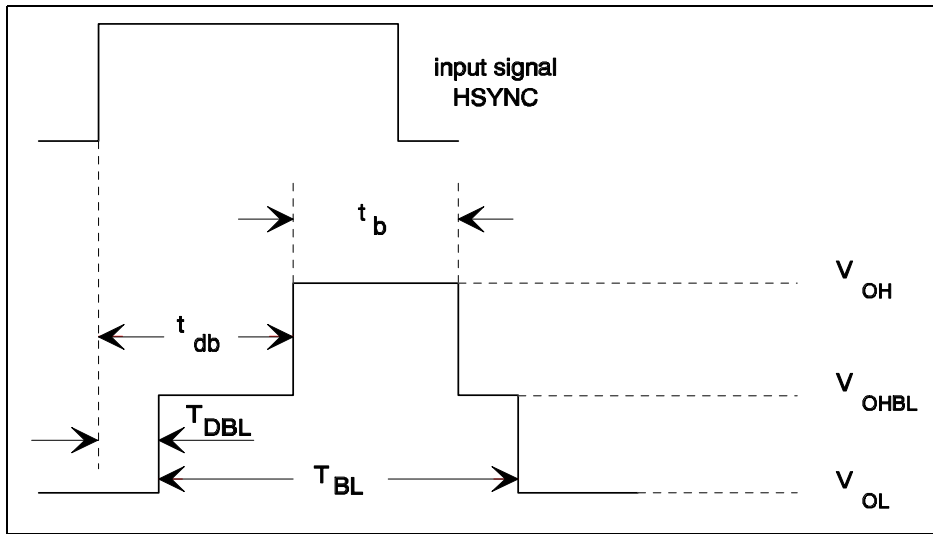 input signal
HSYNC
t b
V OH
t db
V OHBL
T DBL
T BL
V OL